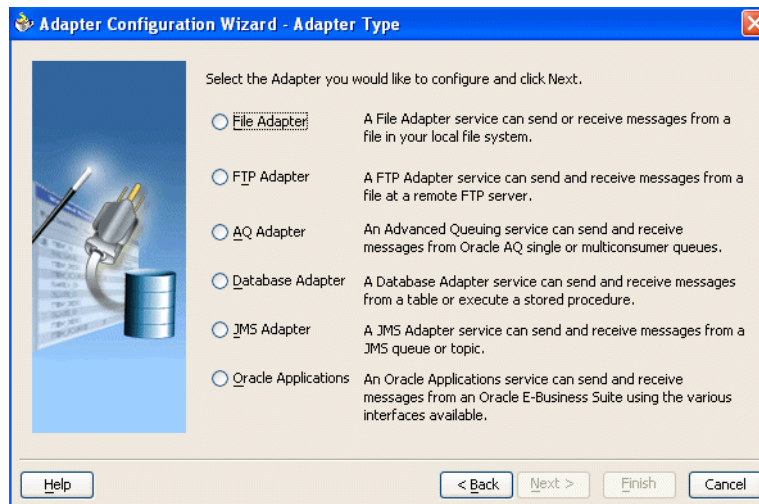 Adapter Configuration Wizard - Adapter Type
Select the Adapter you would like to configure and click Next.
File Adapter
A File Adapter service can send or receive messages from a
file in your local file system.
FTP Adapter
A FTP Adapter service can send and receive messages from a
file at a remote FTP server.
AQ Adapter
An Advanced Queuing service can send and receive
messages from Oracle AQ single or multiconsumer queues.
Database Adapter
A Database Adapter service can send and receive messages
from a table or execute a stored procedure.
JMS Adapter
A JMS Adapter service can send and receive messages from a
JMS queue or topic.
Oracle Applications
An Oracle Applications service can send and receive
messages from an Oracle E-Business Suite using the various
interfaces available.
Help
< Back
Next >
Finish
Cancel